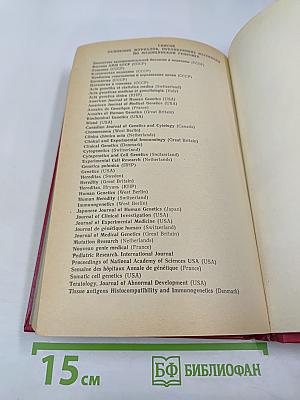 СПИСОК
ОСНОВНЫХ ЖУРНАЛОВ, ПУБЛИКУЮЩИХ МАТЕРИАЛЫ
ПО МЕДИЦИНСКОЙ ГЕНЕТИКЕ
Бюллетень экспериментальной биологии и медицины (СССР)
Вестник АМН СССР (СССР)
Генетика (СССР)
Клиническая медицина (СССР)
(СССР)
Цитология и генетика (СССР)
Acta genetica et statistica medica (Switzerland)
Acta geneticae medicae et gemellologiae (Italy)
American Journal of Human Genetics (USA)
American Journal of Medical Genetics (USA)
Annales de Genetique (France)
Annals of Human Genetics (Great Britain)
Biochemical Genetics (USA)
Blood (USA)
Canadian Journal of Genetics and Cytology (Canada)
Chromosoma (West Berlin)
Clinica chimica acta (Netherlands)
Clinical and Experimental Immunology (Great Britain)
Clinical Genetics (Denmark)
Cytogenetics (Switzerland)
Cytogenetics and Cell Genetics (Switzerland)
Experimental Cell Research (Netherlands)
Genetica polonica (ПНР)
Genetics (USA)
Hereditas (Sweden)
Heredity (Great Britain)
Human Genetics (West Berlin)
Human Heredity (Switzerland)
Immunogenetics (West Berlin)
Japanese Journal of Human Genetics (Japan)
Journal of Clinical Investigation (USA)
Journal of Experimental Medicine (USA)
Journal de génétique humaine (Switzerland)
Journal of Medical Genetics (Great Britain)
Mutation Research (Netherlands)
Nouveau genie medical (France)
Pediatric Research. International Journal
Proceedings of National Academy of Sciences USA (USA)
Semaine des hôpitaux Annale de génétique (France)
Somatic cell genetics (USA)
Teratology, Journal of Abnormal Development (USA)
Tissue antigens Histocompatibility and Immunogenetics (Denmark)
15 см
БФ БИБЛИОФАН